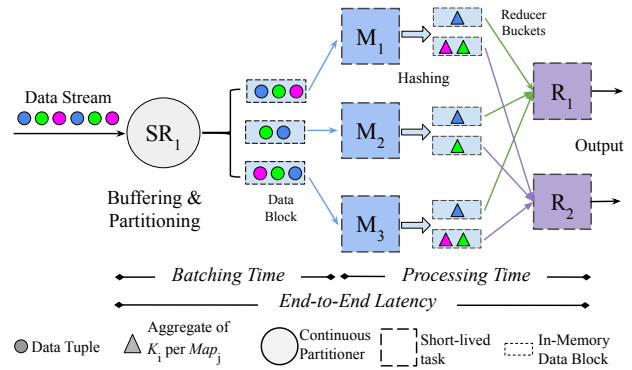 Data Stream
SR1
Buffering &
Partitioning
Data
Block
M1
M2
M3
Hashing
Reducer
Buckets
R1
R2
Output
Batching Time
Processing Time
End-to-End Latency
Data Tuple
Aggregate of
Ki per Mapj
Continuous
Partitioner
Short-lived
task
In-Memory
Data Block